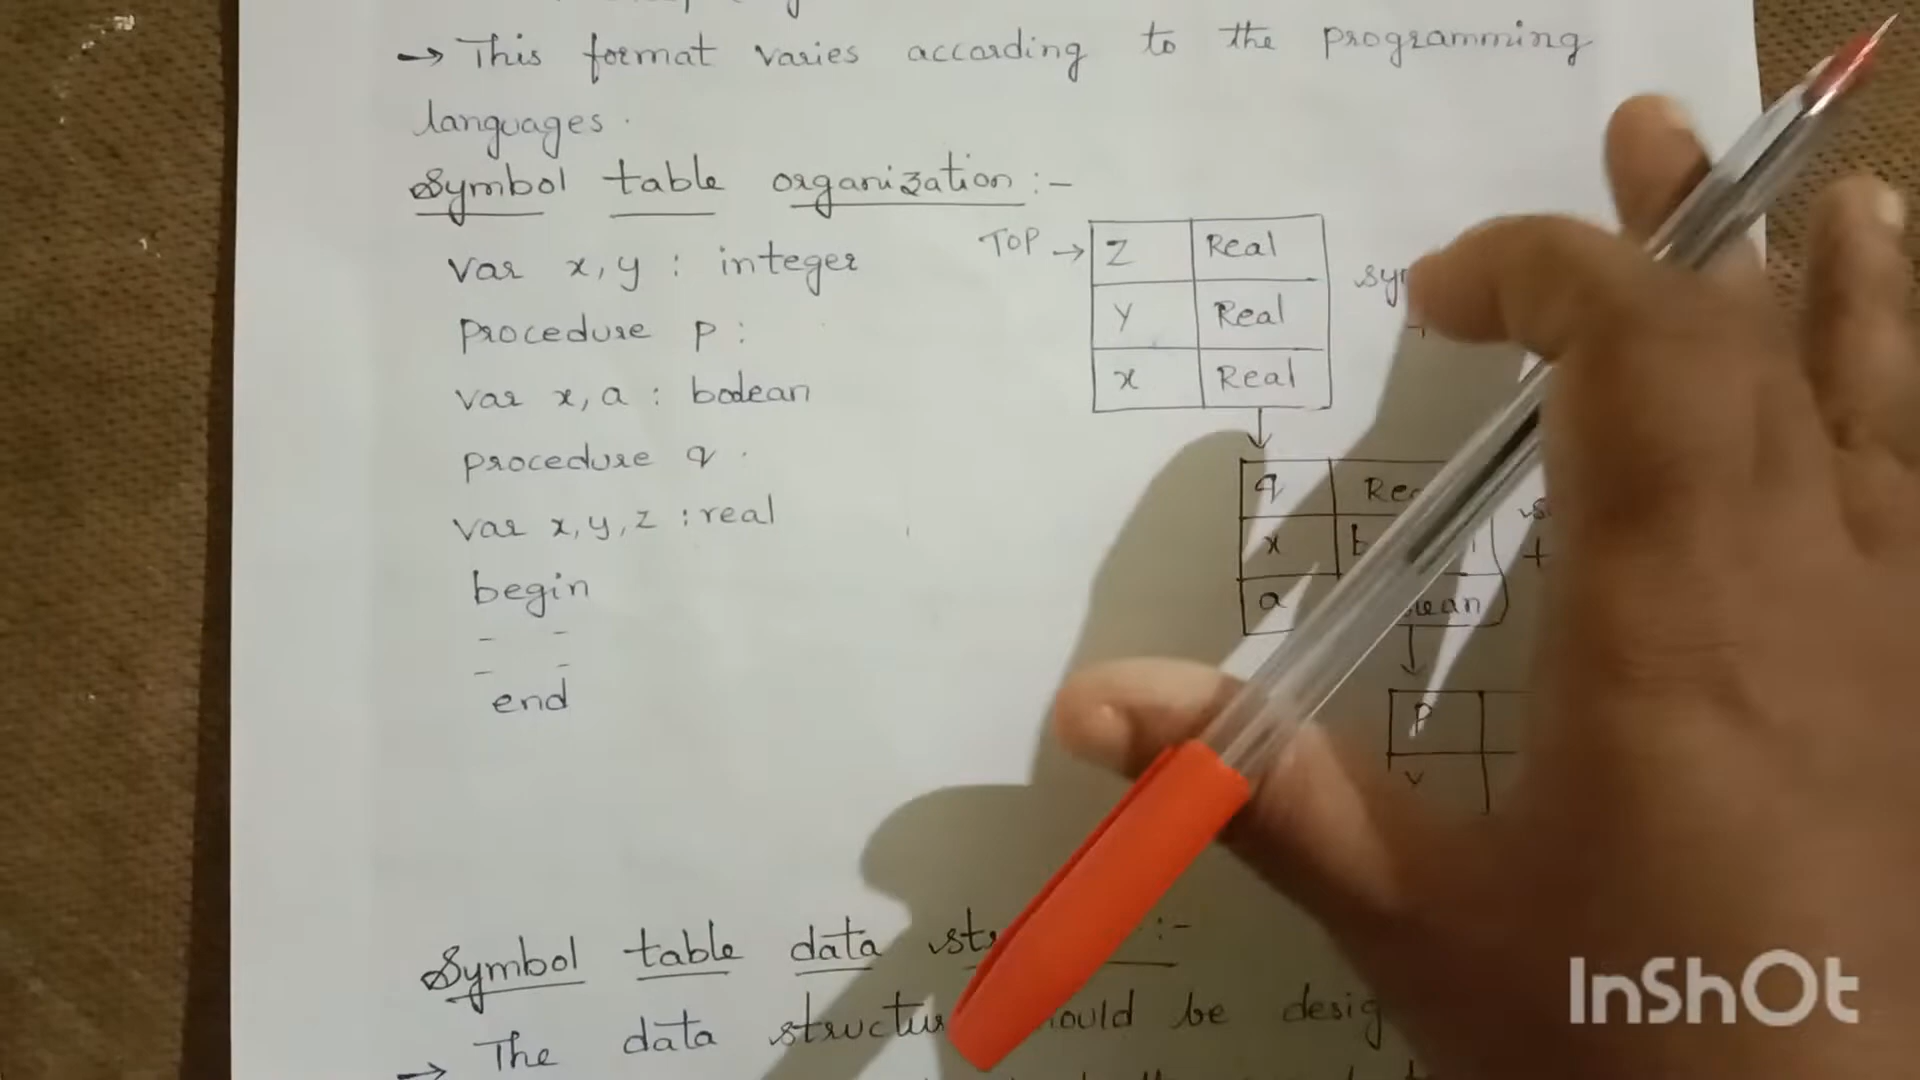 → This format varies according to the programming
languages.
Symbol table organization :-
var x, y : integer
procedure p :
var x, a : boolean
procedure q .
var x, y, z : real
begin
- -
- -
end
TOP → Z Real
Y Real
x Real
q
x
a
P
Symbol table data :-
→ The data should be
InShOt